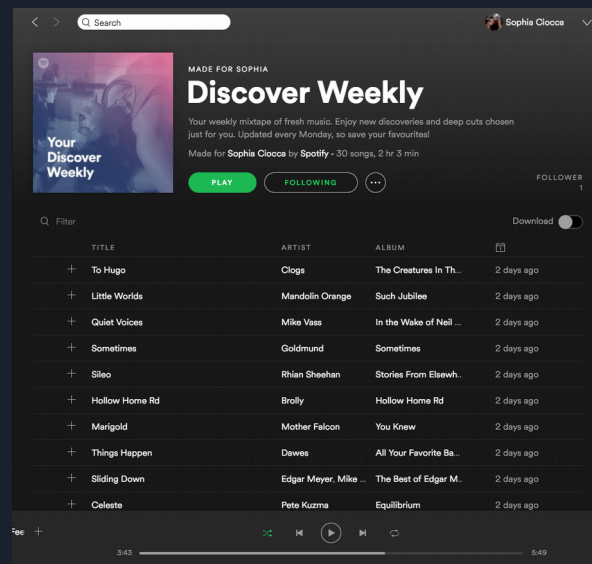 Search
Sophia Ciocca
MADE FOR SOPHIA
Discover Weekly
Your weekly mixtape of fresh music. Enjoy new discoveries and deep cuts chosen
just for you. Updated every Monday, so save your favourites!
Made for Sophia Ciocca by Spotify • 30 songs, 2 hr 3 min
Your
Discover
Weekly
PLAY
FOLLOWING
FOLLOWER
1
Filter
Download
TITLE ARTIST ALBUM
To Hugo Clogs The Creatures In Th... 2 days ago
Little Worlds Mandolin Orange Such Jubilee 2 days ago
Quiet Voices Mike Vass In the Wake of Neil ... 2 days ago
Sometimes Goldmund Sometimes 2 days ago
Sileo Rhian Sheehan Stories From Elsewh.. 2 days ago
Hollow Home Rd Brolly Hollow Home Rd 2 days ago
Marigold Mother Falcon You Knew 2 days ago
Things Happen Dawes All Your Favorite Ba... 2 days ago
Sliding Down Edgar Meyer, Mike ... The Best of Edgar M.. 2 days ago
Celeste Pete Kuzma Equilibrium 2 days ago
Fee
3:43 5:49